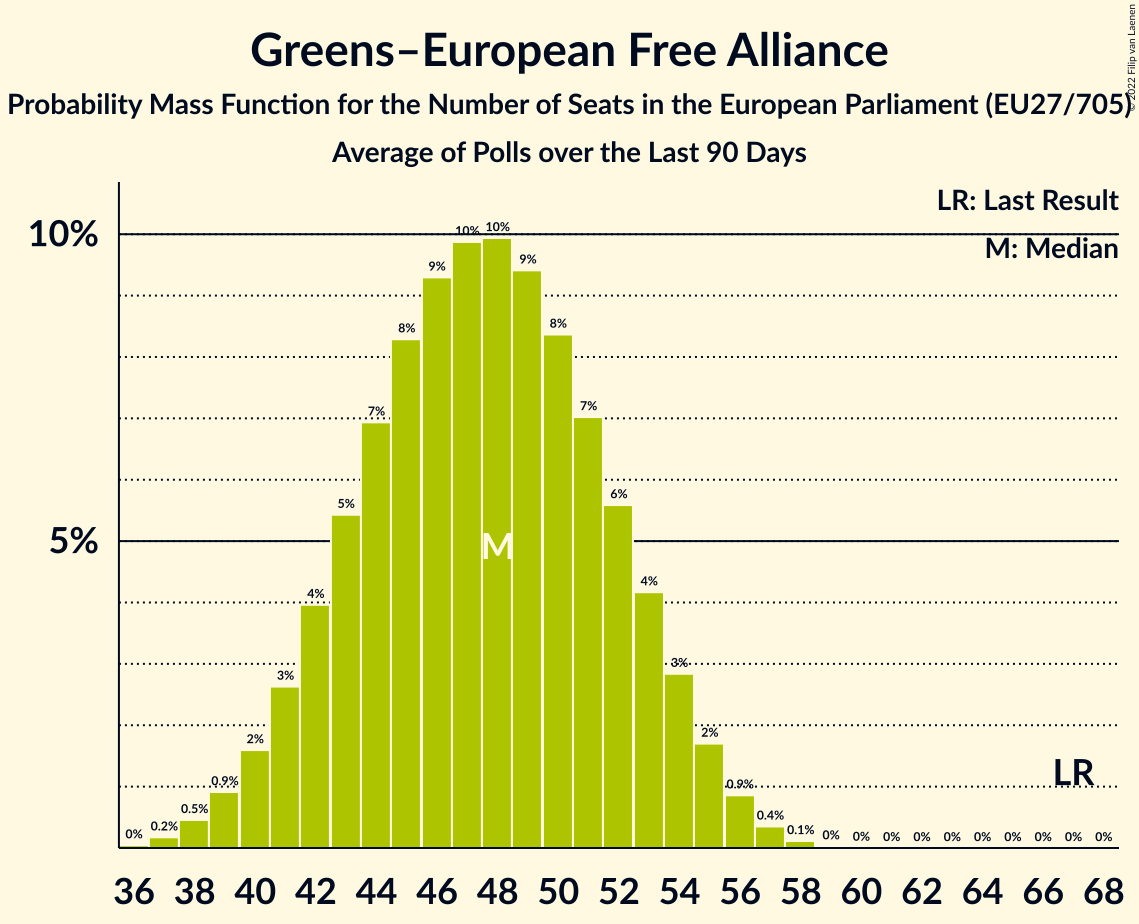 Greens–European Free Alliance
Probability Mass Function for the Number of Seats in the European Parliament (EU27/705)
Average of Polls over the Last 90 Days
© 2022 Filip van Laenen
LR: Last Result
M: Median
10%
5%
0% 0.2% 0.5% 0.9% 2% 3% 4% 5% 7% 8% 9% 10% 10% 9% 8% 7% 6% 4% 3% 2% 0.9% 0.4% 0.1% 0% 0% 0% 0% 0% 0% 0% 0% 0% 0%
M
LR
36 38 40 42 44 46 48 50 52 54 56 58 60 62 64 66 68